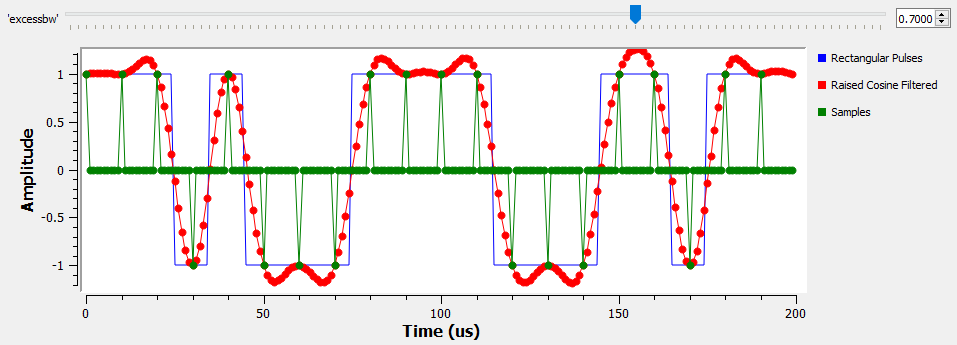 'excessbw'
0.7000
1
0.5
0
-0.5
-1
Amplitude
0 50 100 150 200
Time (us)
Rectangular Pulses
Raised Cosine Filtered
Samples